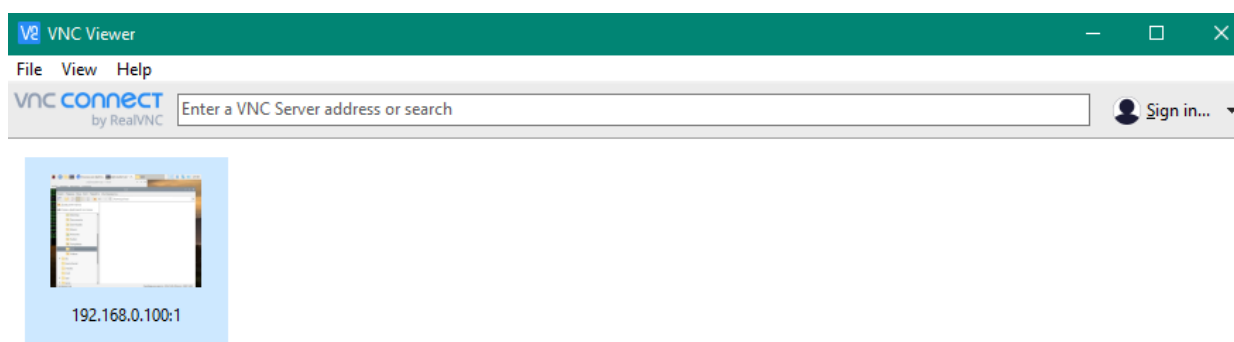 V2 VNC Viewer
File View Help
vnc connect
by RealVNC
Enter a VNC Server address or search
Sign in...
192.168.0.100:1